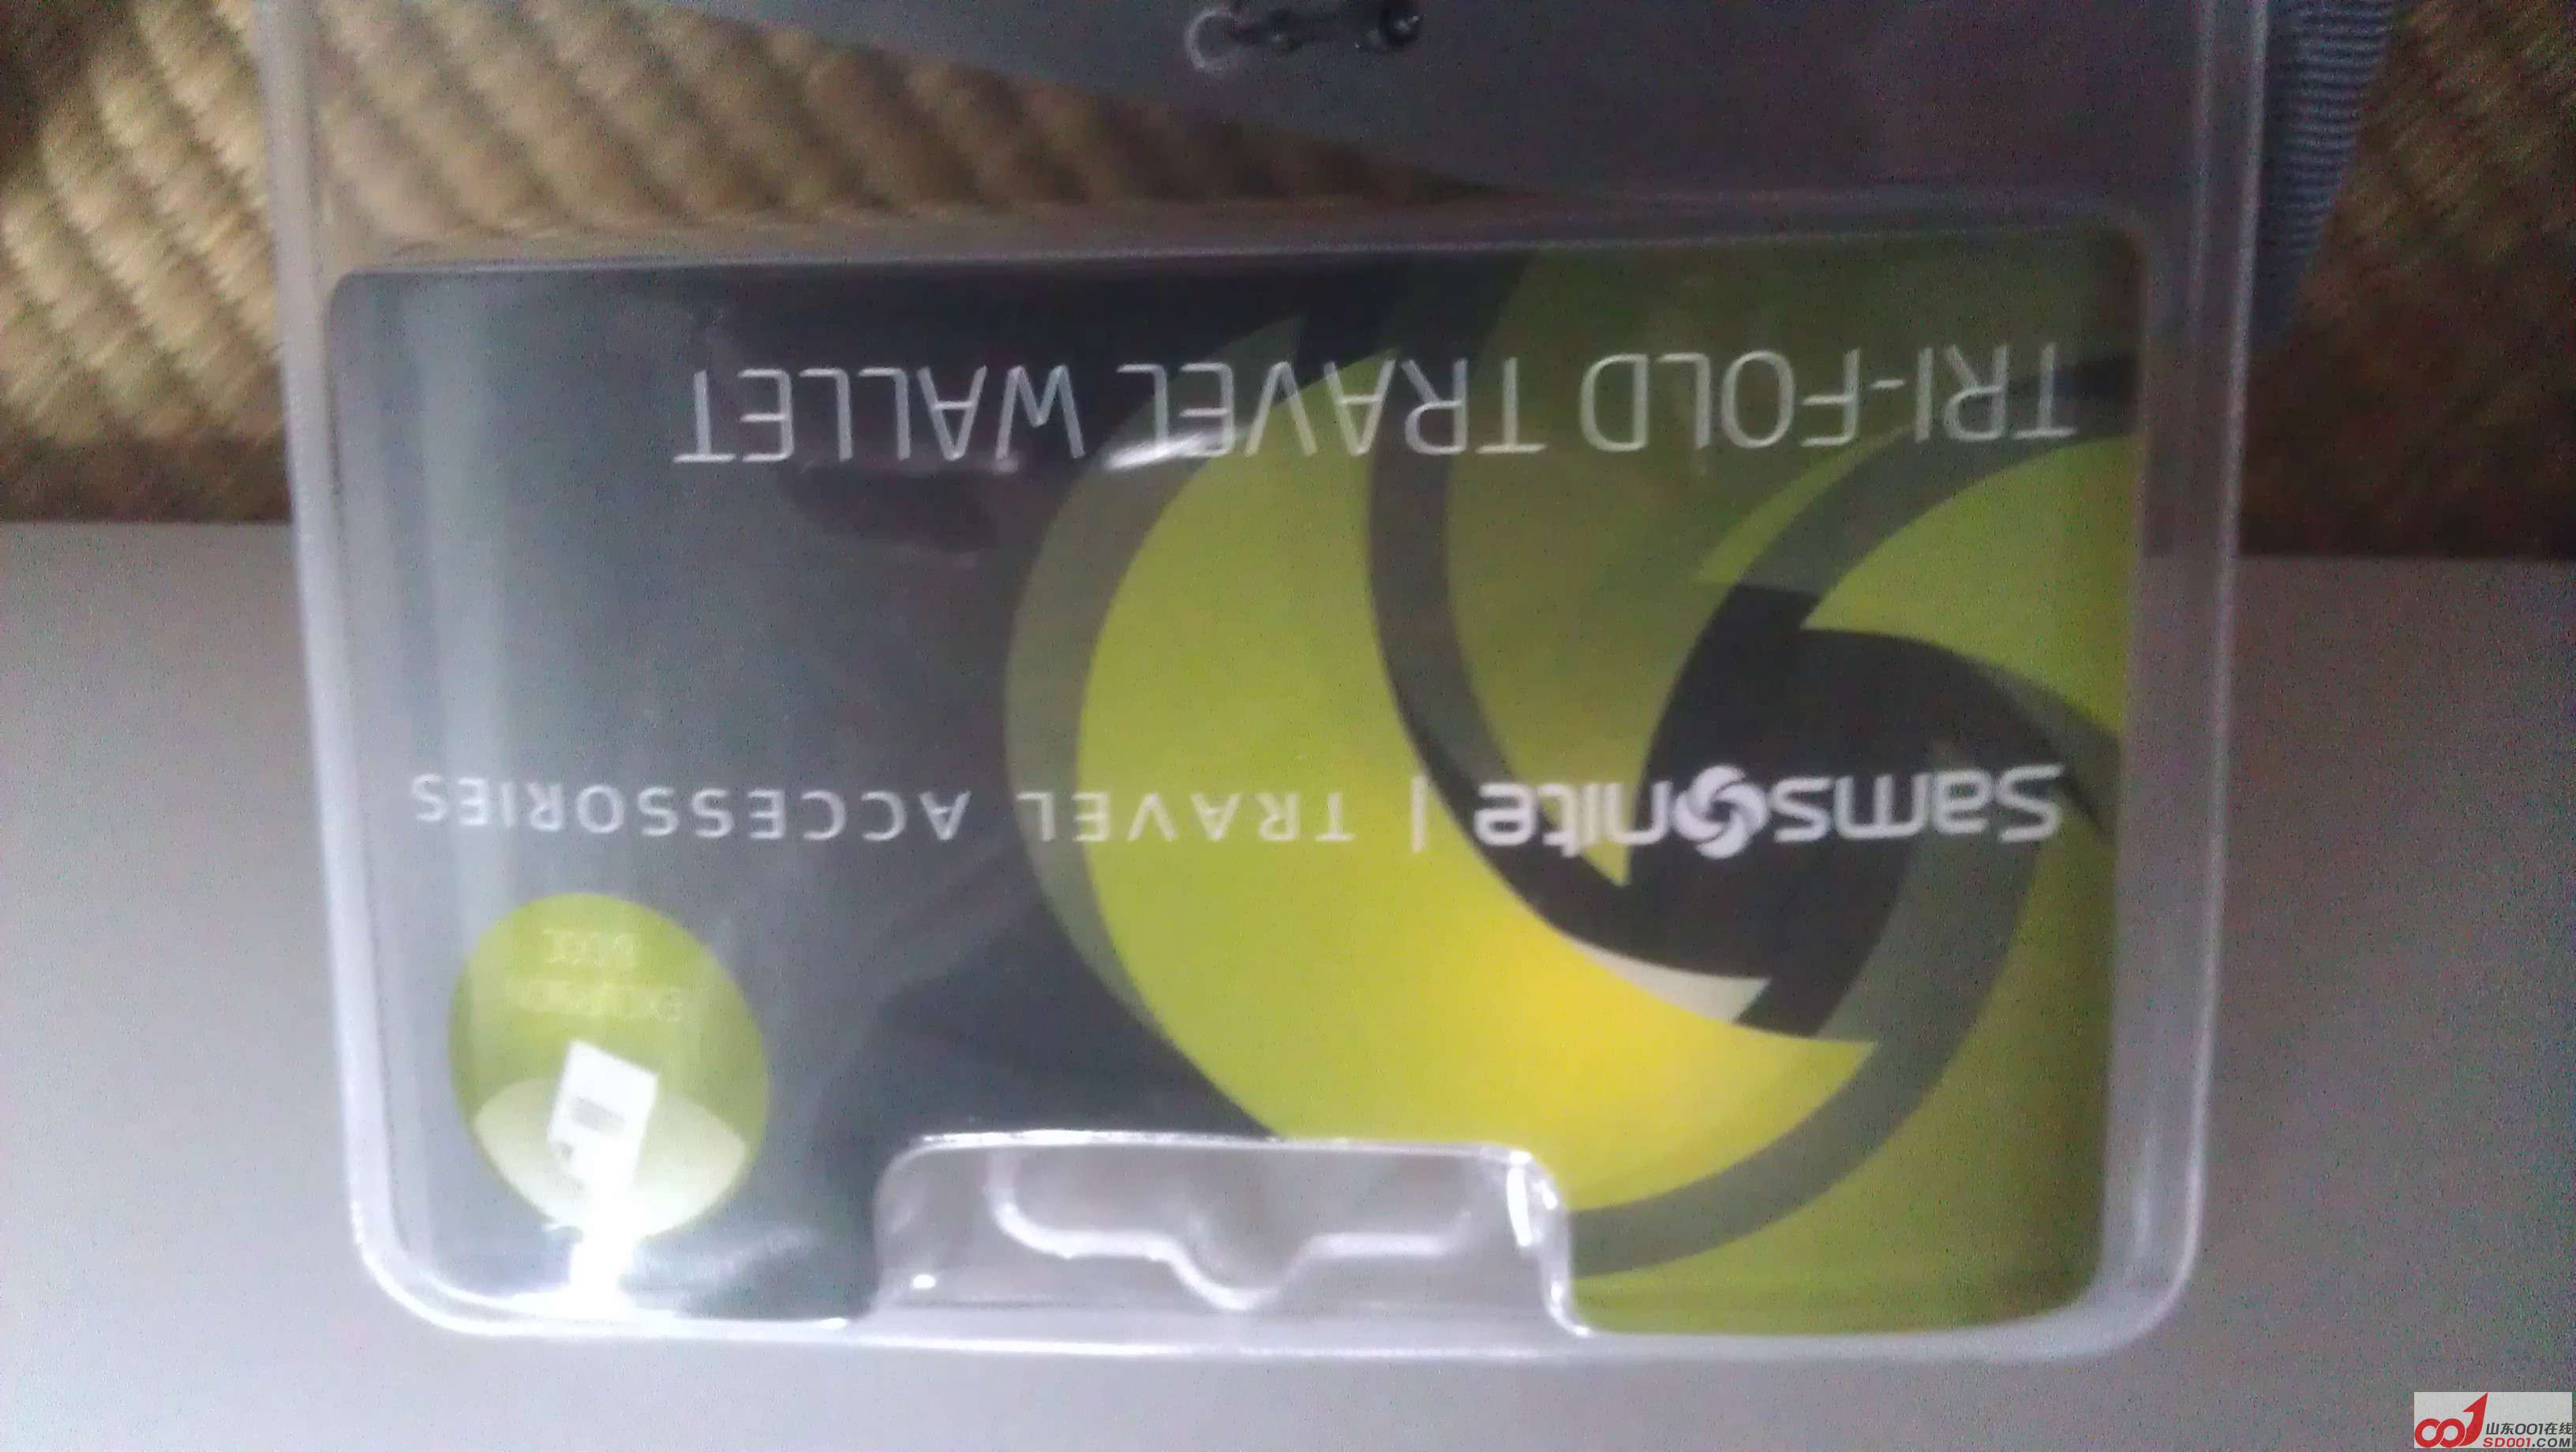 Samsonite | TRAVEL ACCESSORIES
TRI-FOLD TRAVEL WALLET
山东001在线
SD001.COM